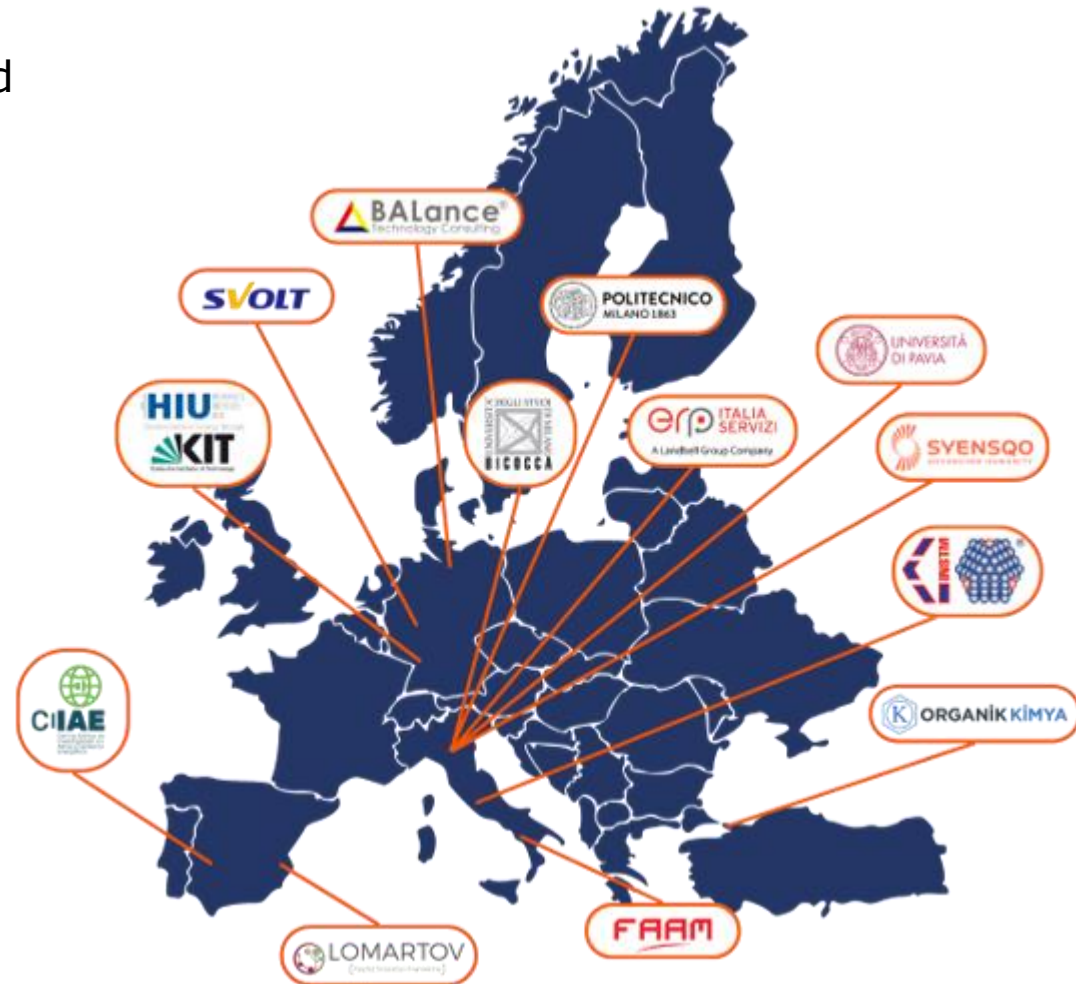 d
BALance®
Technology Consulting
SVOLT
POLITECNICO
MILANO 1863
UNIVERSITÀ
DI PAVIA
HIU
KIT
BICOCCA
erp ITALIA
SERVIZI
A Landbell Group Company
SYENSQO
INSTM
®
CIIAE
K ORGANİK KİMYA
FAAM
LOMARTOV